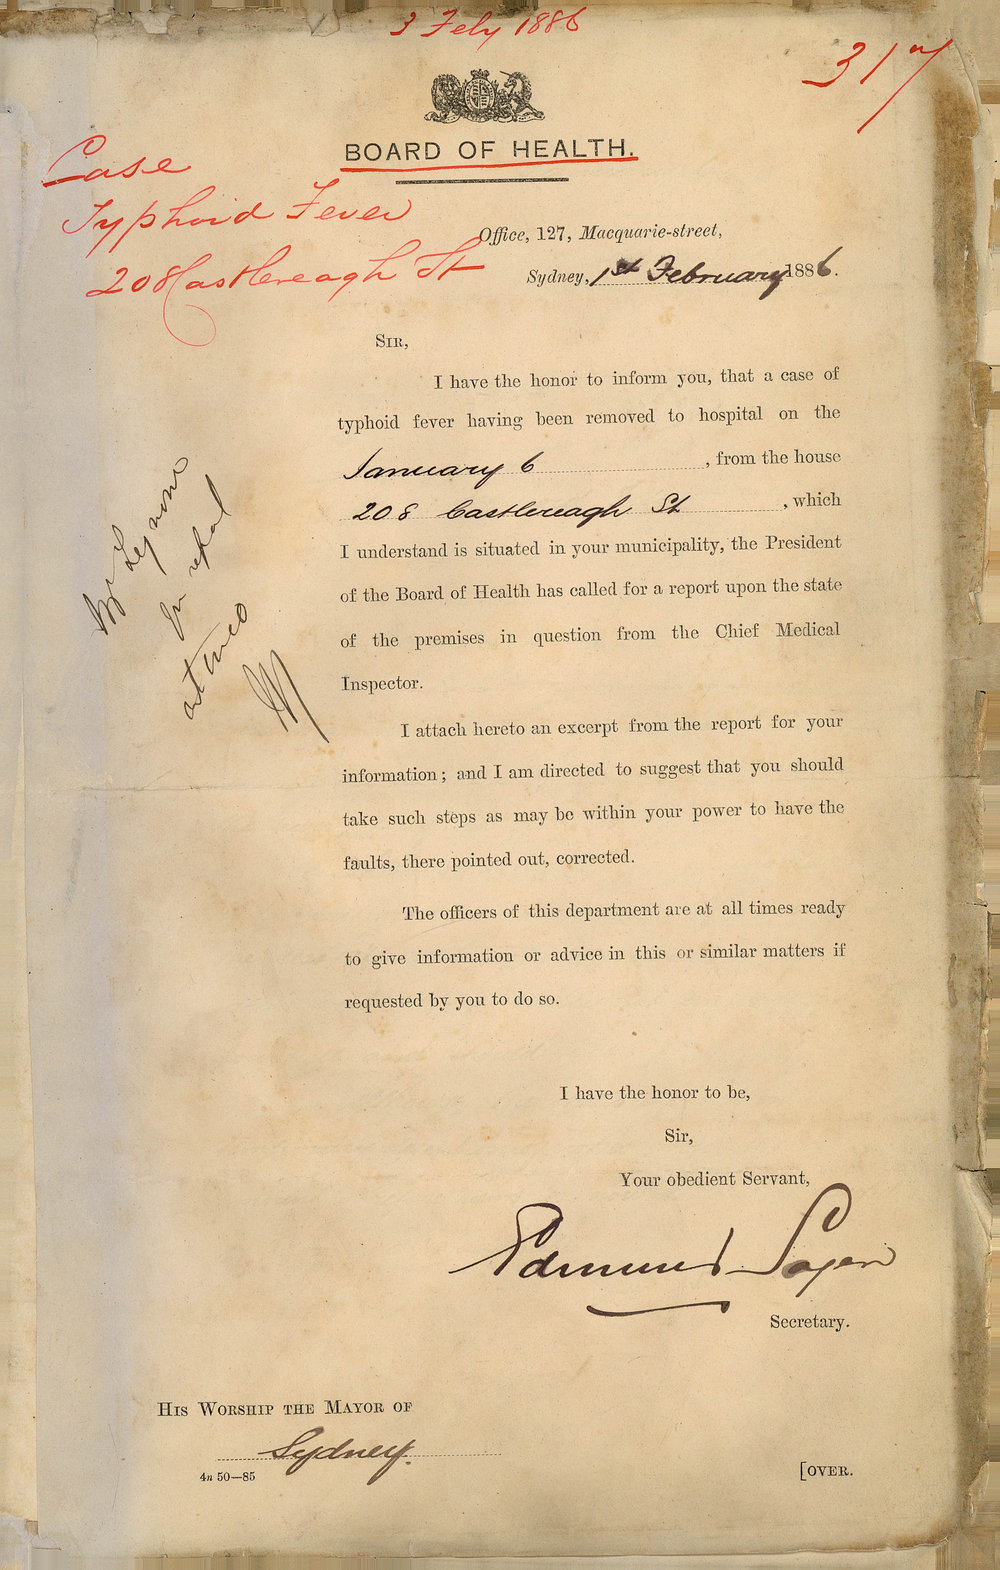 3 Feby 1886
317
BOARD OF HEALTH.
Case
Typhoid Fever
208 Castlereagh St
Office, 127, Macquarie-street,
Sydney, 1st February 1886.
SIR,
I have the honor to inform you, that a case of
typhoid fever having been removed to hospital on the
January 6 , from the house
208 Castlereagh St , which
I understand is situated in your municipality, the President
of the Board of Health has called for a report upon the state
of the premises in question from the Chief Medical
Inspector.
Mr Seymour
for
at once
I attach hereto an excerpt from the report for your
information; and I am directed to suggest that you should
take such steps as may be within your power to have the
faults, there pointed out, corrected.
The officers of this department are at all times ready
to give information or advice in this or similar matters if
requested by you to do so.
I have the honor to be,
Sir,
Your obedient Servant,
Edmund Sager
Secretary.
HIS WORSHIP THE MAYOR OF
Sydney.
4n 50—85
[OVER.